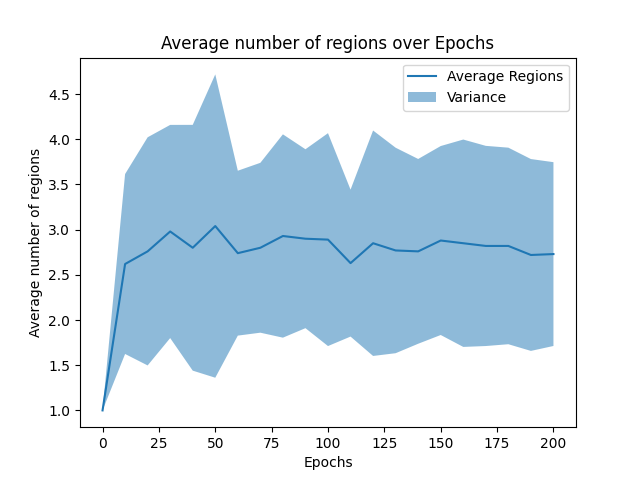 Average number of regions over Epochs
Average Regions
Variance
Average number of regions
4.5
4.0
3.5
3.0
2.5
2.0
1.5
1.0
0 25 50 75 100 125 150 175 200
Epochs